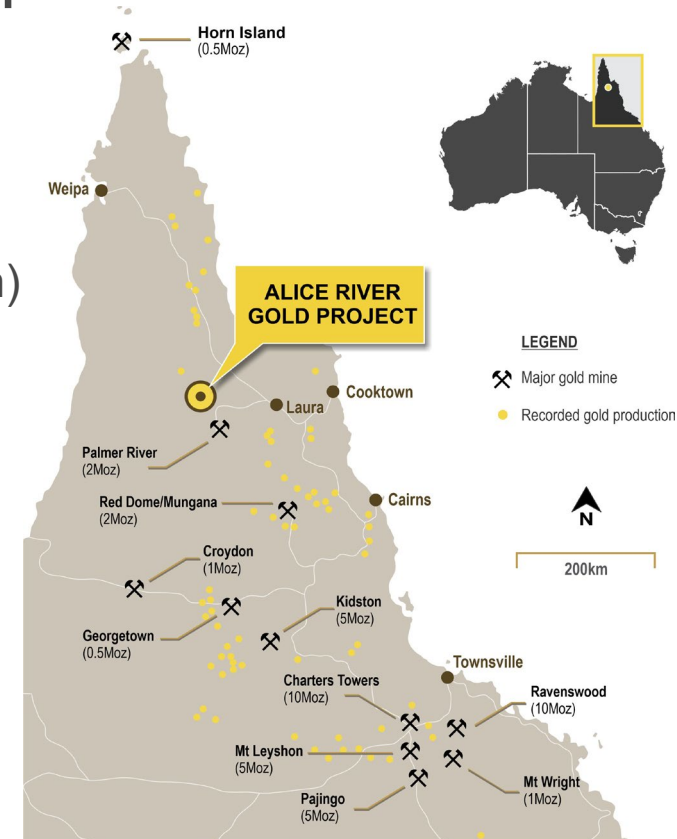 Horn Island
(0.5Moz)
Weipa
ALICE RIVER
GOLD PROJECT
LEGEND
Major gold mine
Recorded gold production
Cooktown
Laura
Palmer River
(2Moz)
Red Dome/Mungana
(2Moz)
Cairns
N
200km
Croydon
(1Moz)
Georgetown
(0.5Moz)
Kidston
(5Moz)
Townsville
Charters Towers
(10Moz)
Ravenswood
(10Moz)
Mt Leyshon
(5Moz)
Mt Wright
(1Moz)
Pajingo
(5Moz)